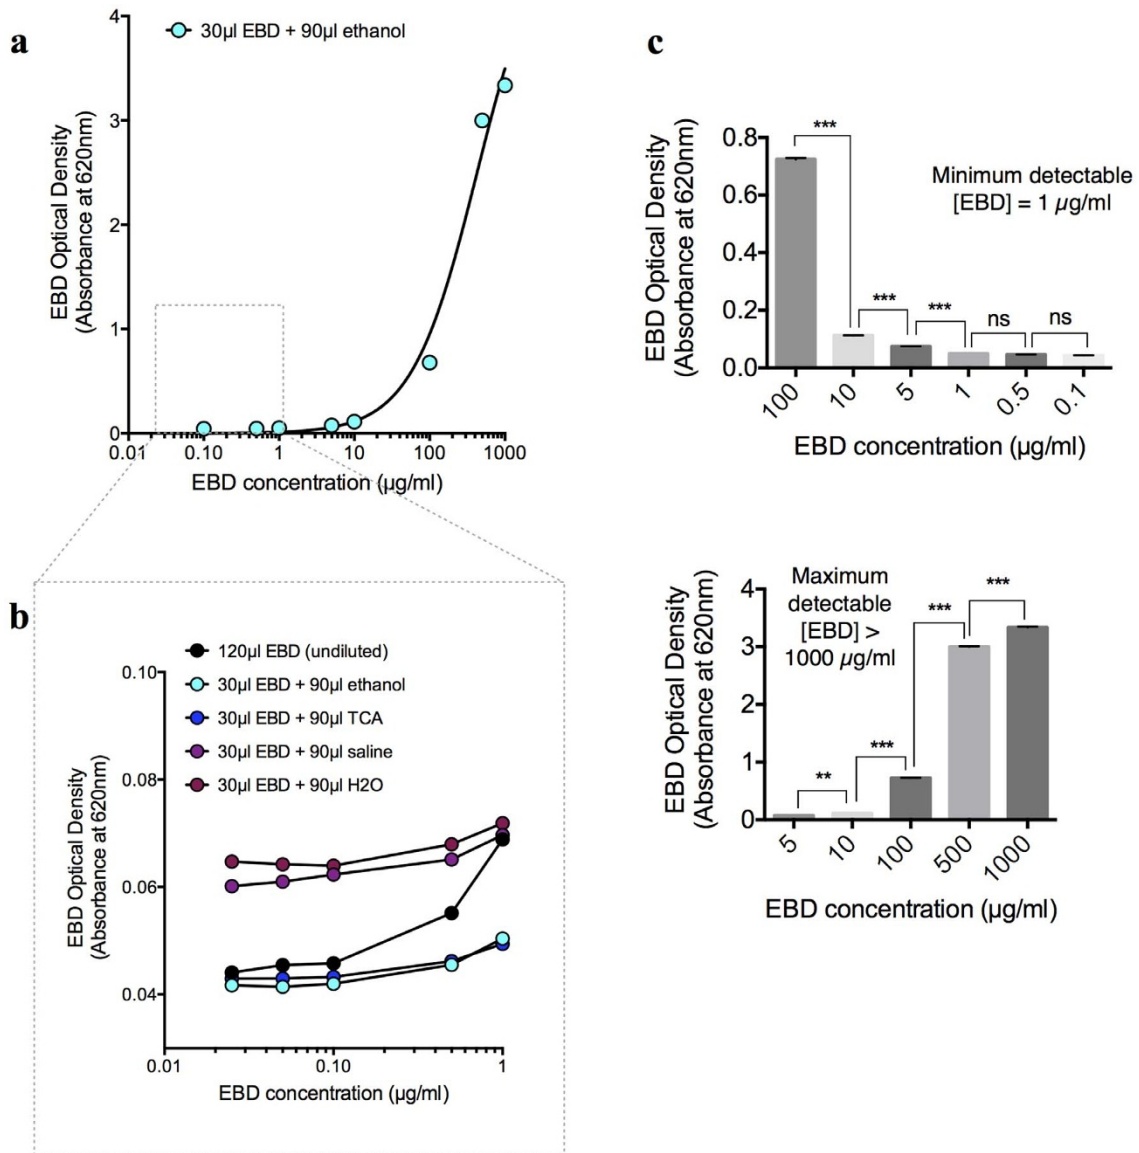 a
30µl EBD + 90µl ethanol
EBD Optical Density
(Absorbance at 620nm)
4
3
2
1
0
0.01
0.10
1
10
100
1000
EBD concentration (µg/ml)
b
120µl EBD (undiluted)
30µl EBD + 90µl ethanol
30µl EBD + 90µl TCA
30µl EBD + 90µl saline
30µl EBD + 90µl H2O
EBD Optical Density
(Absorbance at 620nm)
0.10
0.08
0.06
0.04
0.01
0.10
1
EBD concentration (µg/ml)
c
EBD Optical Density
(Absorbance at 620nm)
0.8
0.6
0.4
0.2
0.0
***
***
***
ns
ns
Minimum detectable
[EBD] = 1 µg/ml
100
10
5
1
0.5
0.1
EBD concentration (µg/ml)
EBD Optical Density
(Absorbance at 620nm)
4
3
2
1
0
Maximum
detectable
[EBD] >
1000 µg/ml
**
***
***
***
5
10
100
500
1000
EBD concentration (µg/ml)